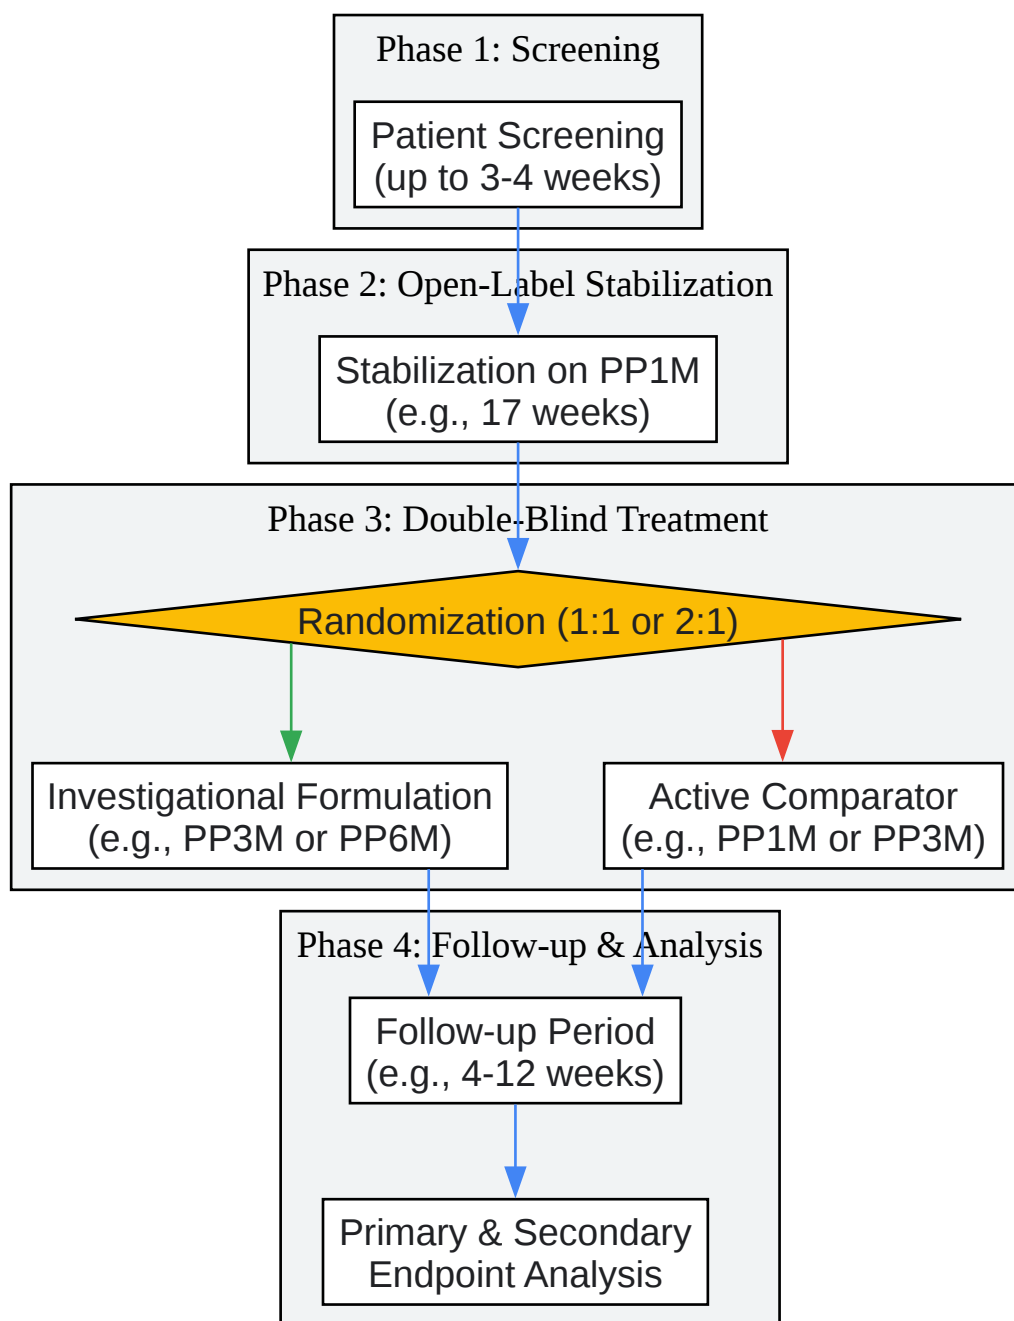 Phase 1: Screening
Patient Screening
(up to 3-4 weeks)
Phase 2: Open-Label Stabilization
Stabilization on PP1M
(e.g., 17 weeks)
Phase 3: Double-Blind Treatment
Randomization (1:1 or 2:1)
Investigational Formulation
(e.g., PP3M or PP6M)
Active Comparator
(e.g., PP1M or PP3M)
Phase 4: Follow-up & Analysis
Follow-up Period
(e.g., 4-12 weeks)
Primary & Secondary
Endpoint Analysis